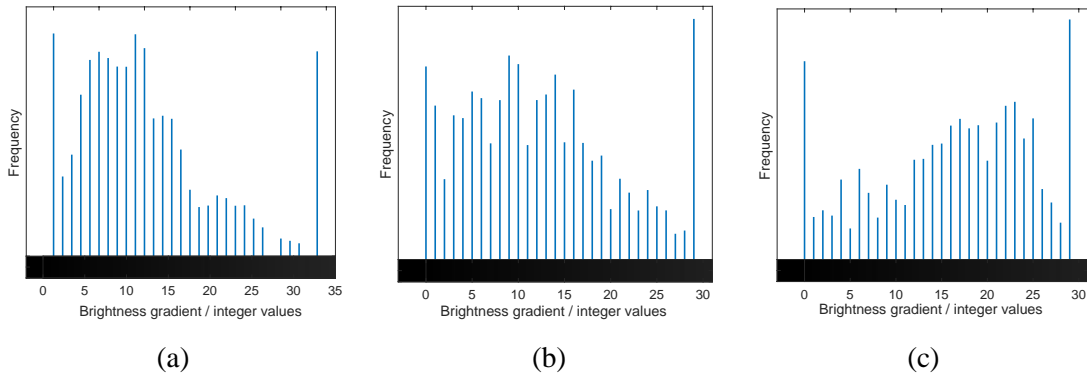 Frequency
0 5 10 15 20 25 30 35
Brightness gradient / integer values
(a)
Frequency
0 5 10 15 20 25 30
Brightness gradient / integer values
(b)
Frequency
0 5 10 15 20 25 30
Brightness gradient / integer values
(c)